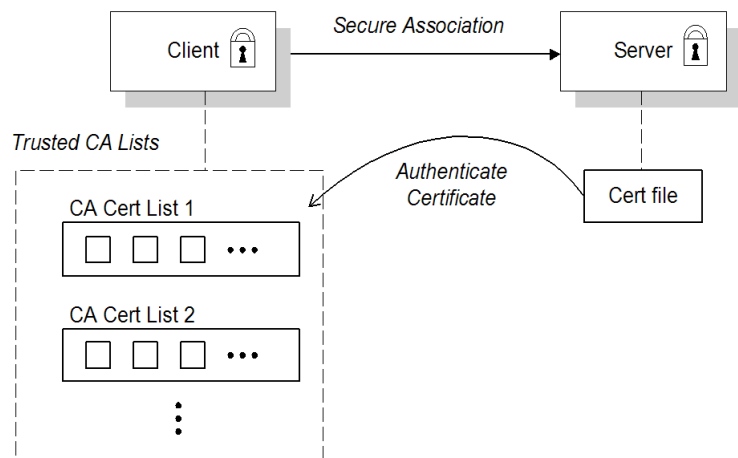 Secure Association
Client
Server
Trusted CA Lists
Authenticate
Certificate
Cert file
CA Cert List 1
CA Cert List 2